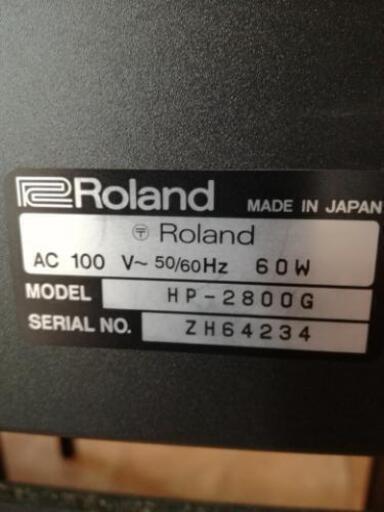 Roland MADE IN JAPAN
〒 Roland
AC 100 V~ 50/60Hz 60W
MODEL HP-2800G
SERIAL NO. ZH64234